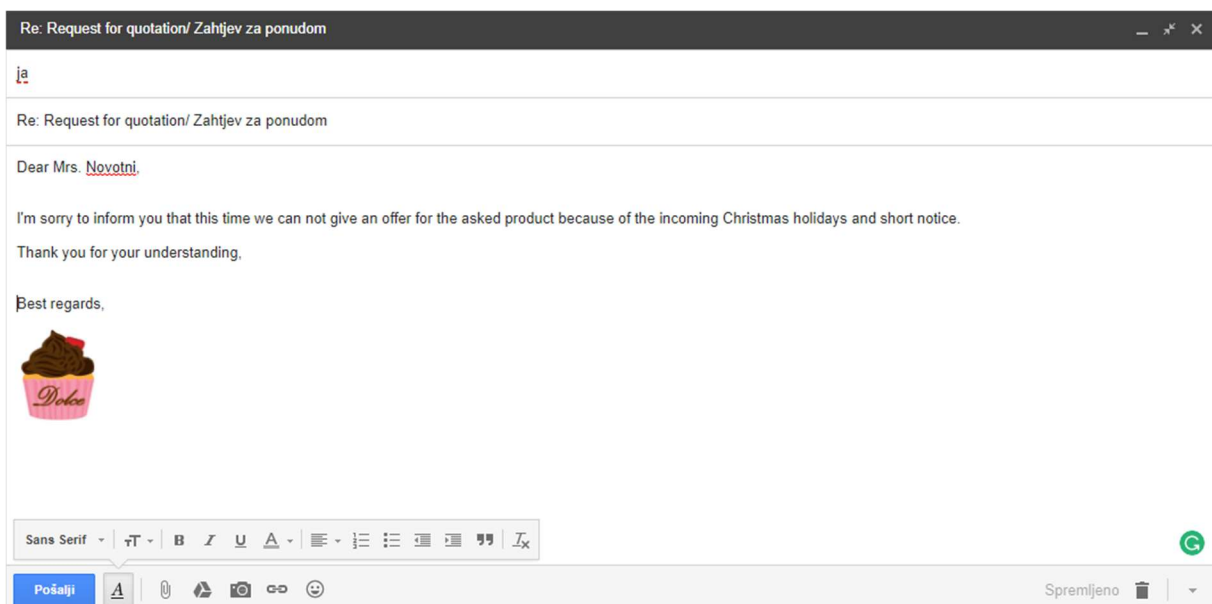 Re: Request for quotation/ Zahtjev za ponudom
ja
Re: Request for quotation/ Zahtjev za ponudom
Dear Mrs. Novotni,
I'm sorry to inform you that this time we can not give an offer for the asked product because of the incoming Christmas holidays and short notice.
Thank you for your understanding,
Best regards,
Dolce
Sans Serif
Pošalji
Spremljeno